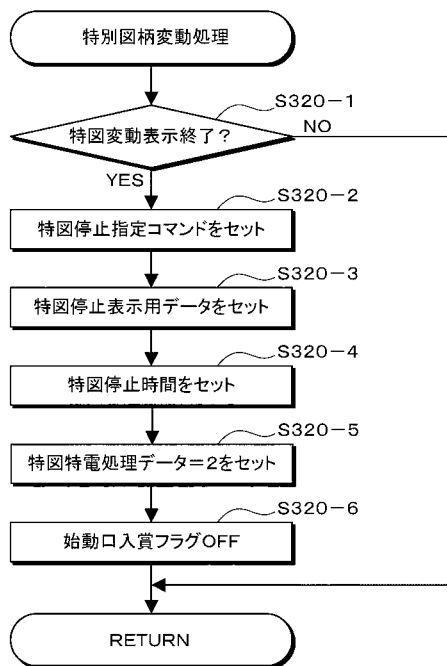 特別図柄変動処理
S320-1
特図変動表示終了?
NO
YES
S320-2
特図停止指定コマンドをセット
S320-3
特図停止表示用データをセット
S320-4
特図停止時間をセット
S320-5
特図特電処理データ=2をセット
S320-6
始動口入賞フラグOFF
RETURN